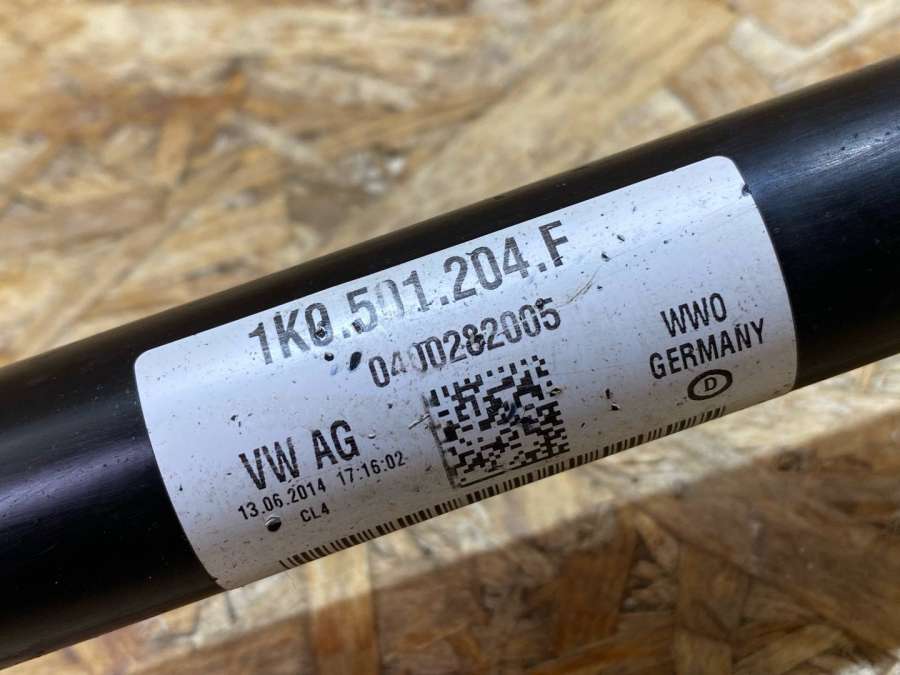 1K0.501.204.F
0400282005
WWO
GERMANY
D
VW AG
13.06.2014 17:16:02
CL4